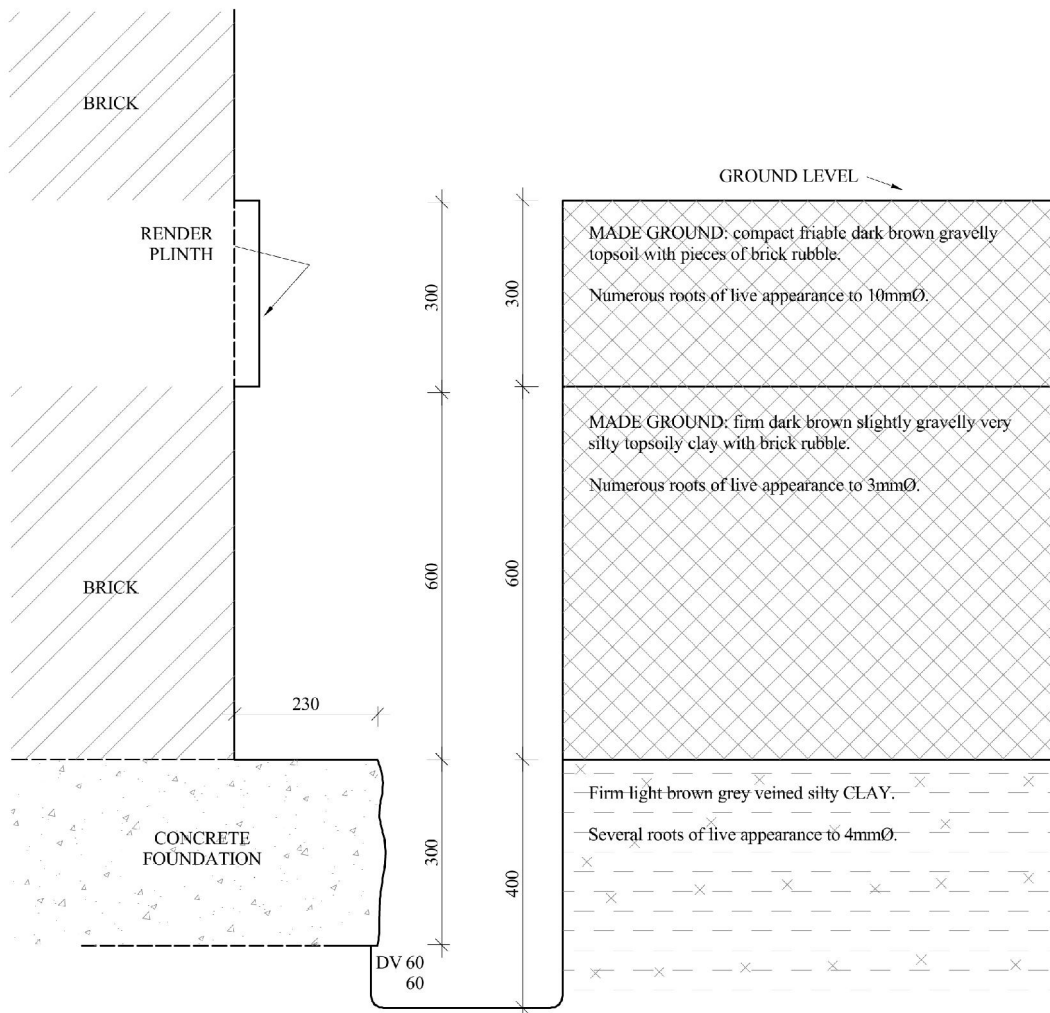 BRICK
GROUND LEVEL
RENDER
PLINTH
300
300
MADE GROUND: compact friable dark brown gravelly
topsoil with pieces of brick rubble.
Numerous roots of live appearance to 10mmØ.
MADE GROUND: firm dark brown slightly gravelly very
silty topsoily clay with brick rubble.
Numerous roots of live appearance to 3mmØ.
BRICK
600
600
230
CONCRETE
FOUNDATION
300
400
Firm light brown grey veined silty CLAY.
Several roots of live appearance to 4mmØ.
DV 60
60